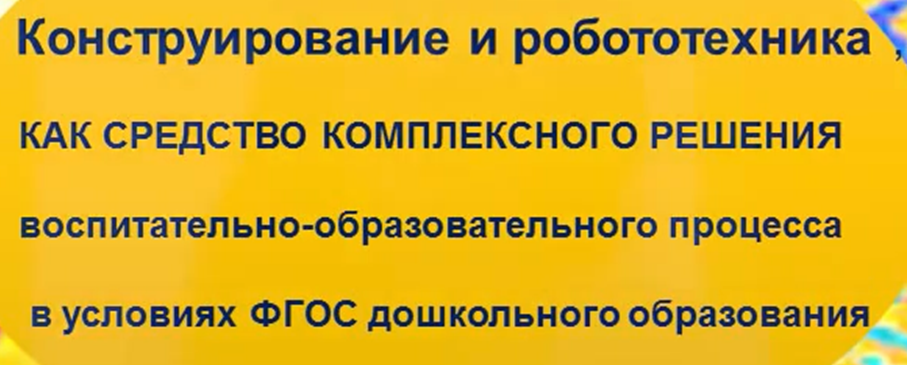 Конструирование и робототехника ,
КАК СРЕДСТВО КОМПЛЕКСНОГО РЕШЕНИЯ
воспитательно-образовательного процесса
в условиях ФГОС дошкольного образования